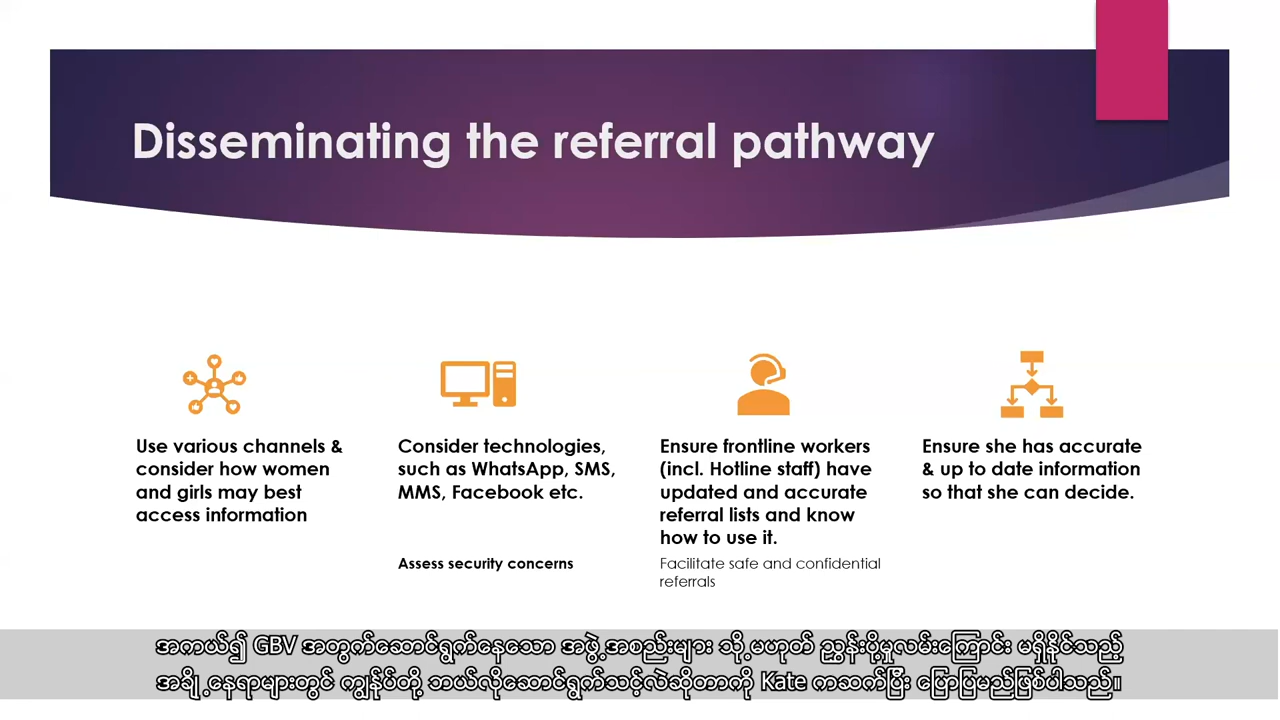 Disseminating the referral pathway
Use various channels &
consider how women
and girls may best
access information
Consider technologies,
such as WhatsApp, SMS,
MMS, Facebook etc.
Assess security concerns
Ensure frontline workers
(incl. Hotline staff) have
updated and accurate
referral lists and know
how to use it.
Facilitate safe and confidential
referrals
Ensure she has accurate
& up to date information
so that she can decide.
အကယ်၍ GBV အတွက်ဆောင်ရွက်နေသော အဖွဲ့အစည်းများ သို့မဟုတ် ညွှန်းပို့မှုလမ်းကြောင်း မရှိနိုင်သည့်
အချို့နေရာများတွင် ကျွန်ုပ်တို့ ဘယ်လိုဆောင်ရွက်သင့်လဲဆိုတာကို Kate ကဆက်ပြီး ပြောပြမည်ဖြစ်ပါသည်။